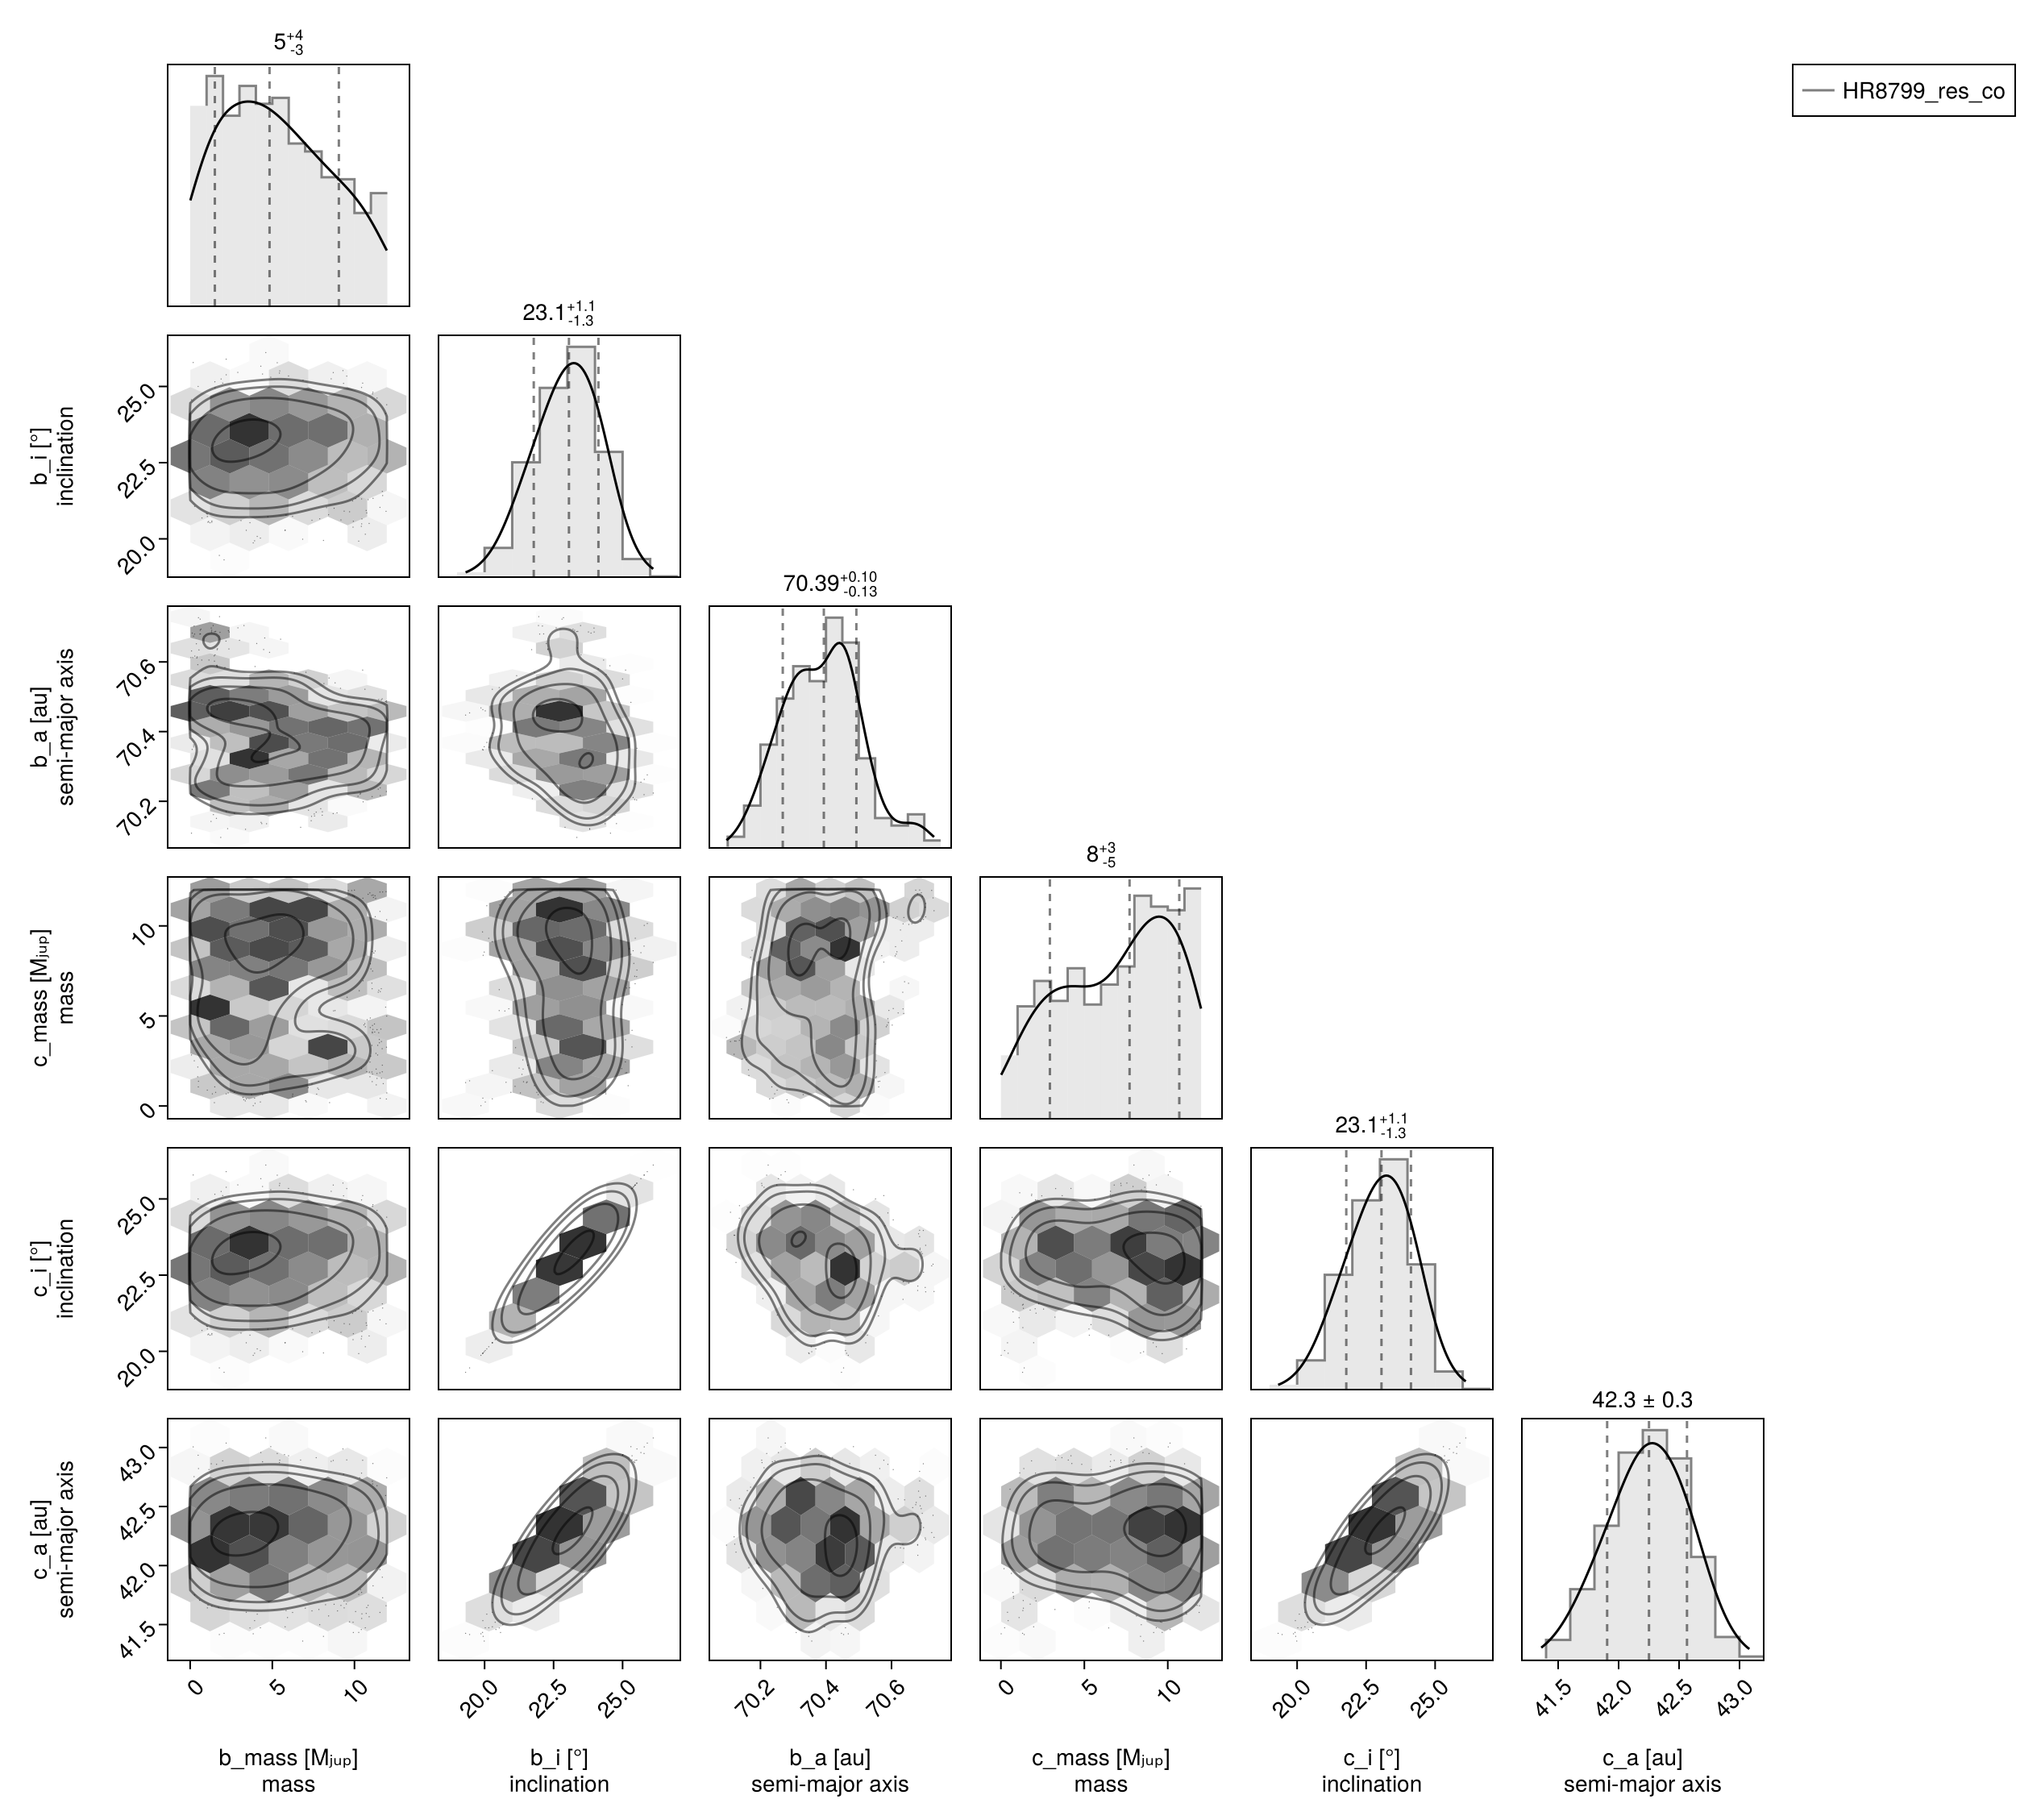 5+4-3
HR8799_res_co
23.1+1.1-1.3
b_i [°]
inclination
25.0
22.5
20.0
70.39+0.10-0.13
b_a [au]
semi-major axis
70.6
70.4
70.2
8+3-5
c_mass [Mⱼᵤₚ]
mass
10
5
0
23.1+1.1-1.3
c_i [°]
inclination
25.0
22.5
20.0
42.3 ± 0.3
c_a [au]
semi-major axis
43.0
42.5
42.0
41.5
0 5 10 20.0 22.5 25.0 70.2 70.4 70.6 0 5 10 20.0 22.5 25.0 41.5 42.0 42.5 43.0
b_mass [Mⱼᵤₚ] b_i [°] b_a [au] c_mass [Mⱼᵤₚ] c_i [°] c_a [au]
mass inclination semi-major axis mass inclination semi-major axis